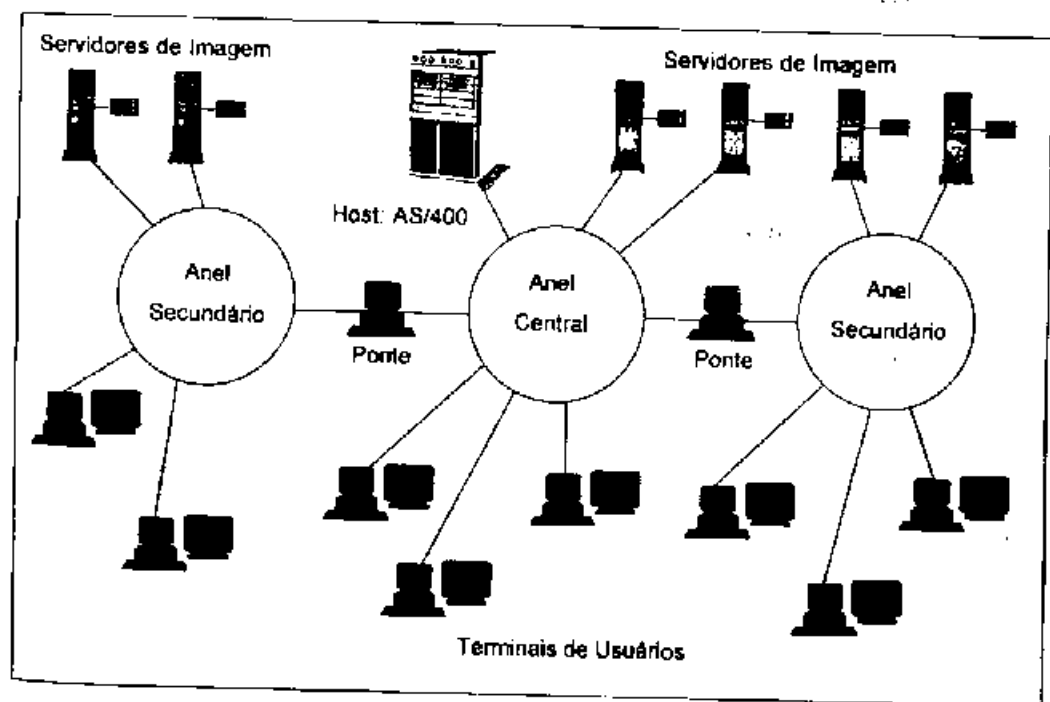 Servidores de Imagem
Servidores de Imagem
Host: AS/400
Anel
Secundário
Anel
Central
Anel
Secundário
Ponte
Ponte
Terminais de Usuários